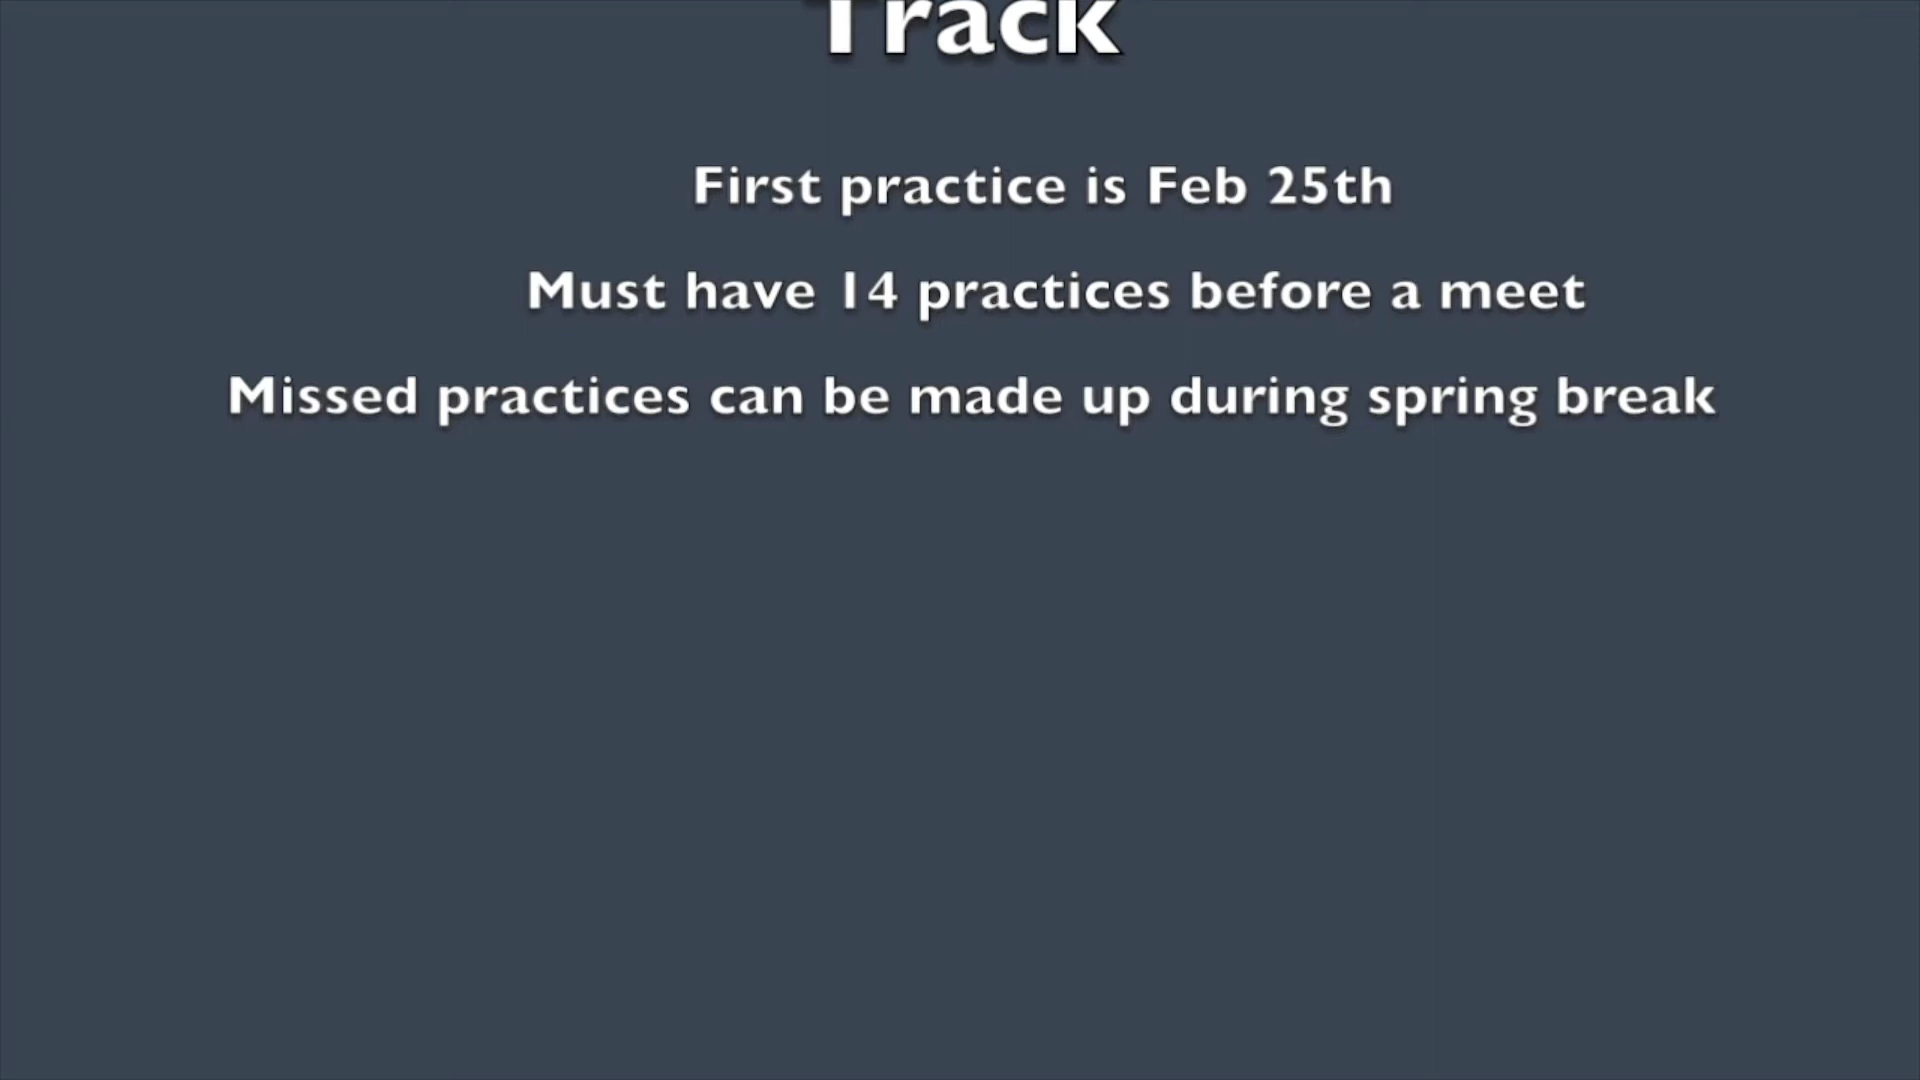 Track
First practice is Feb 25th
Must have 14 practices before a meet
Missed practices can be made up during spring break